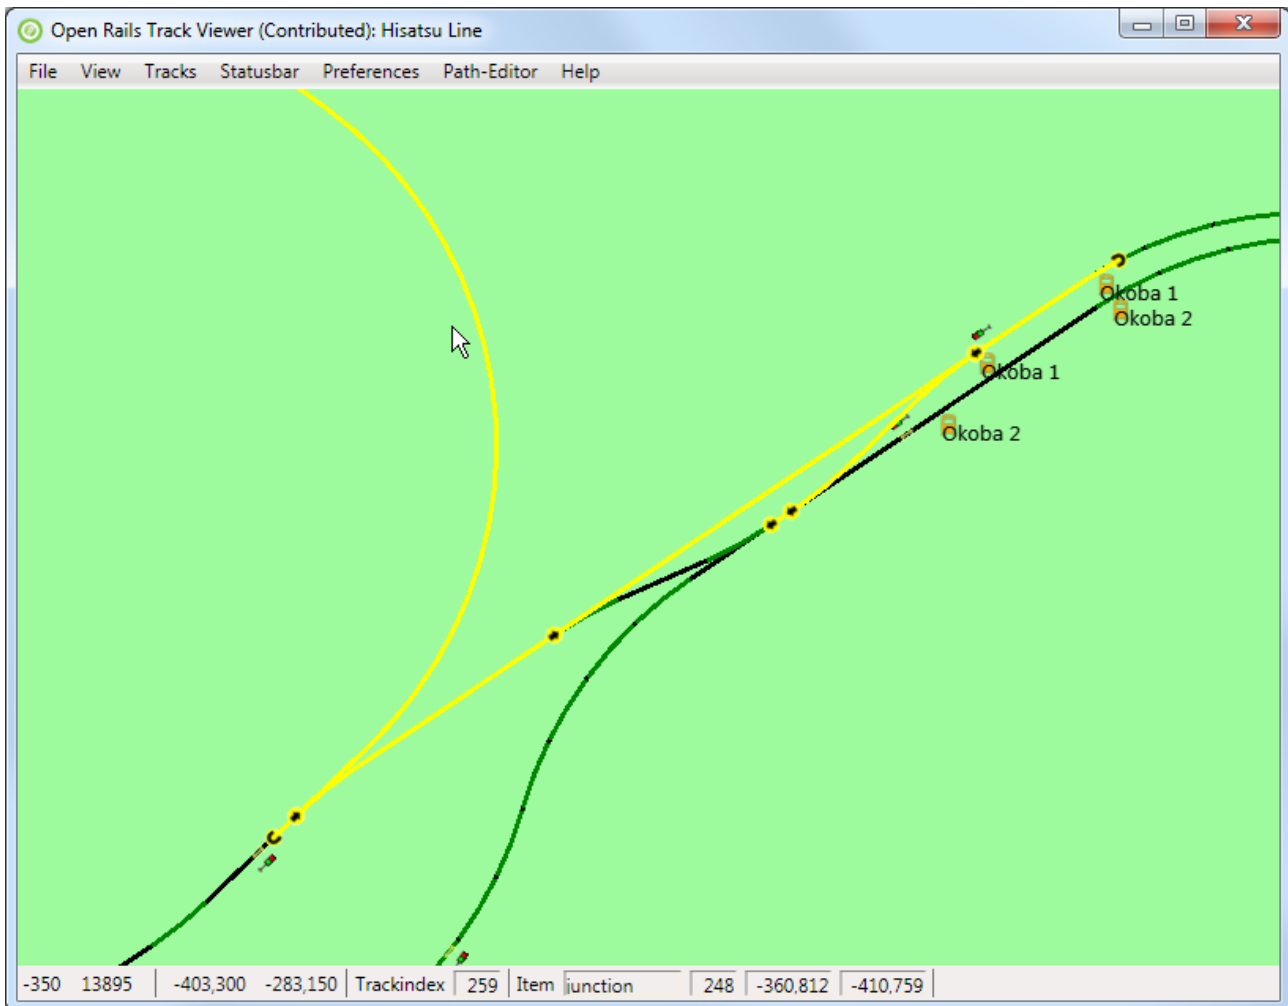 Open Rails Track Viewer (Contributed): Hisatsu Line
File View Tracks Statusbar Preferences Path-Editor Help
Okoba 1
Okoba 2
Okoba 1
Okoba 2
-350 13895 -403,300 -283,150 Trackindex 259 Item junction 248 -360,812 -410,759